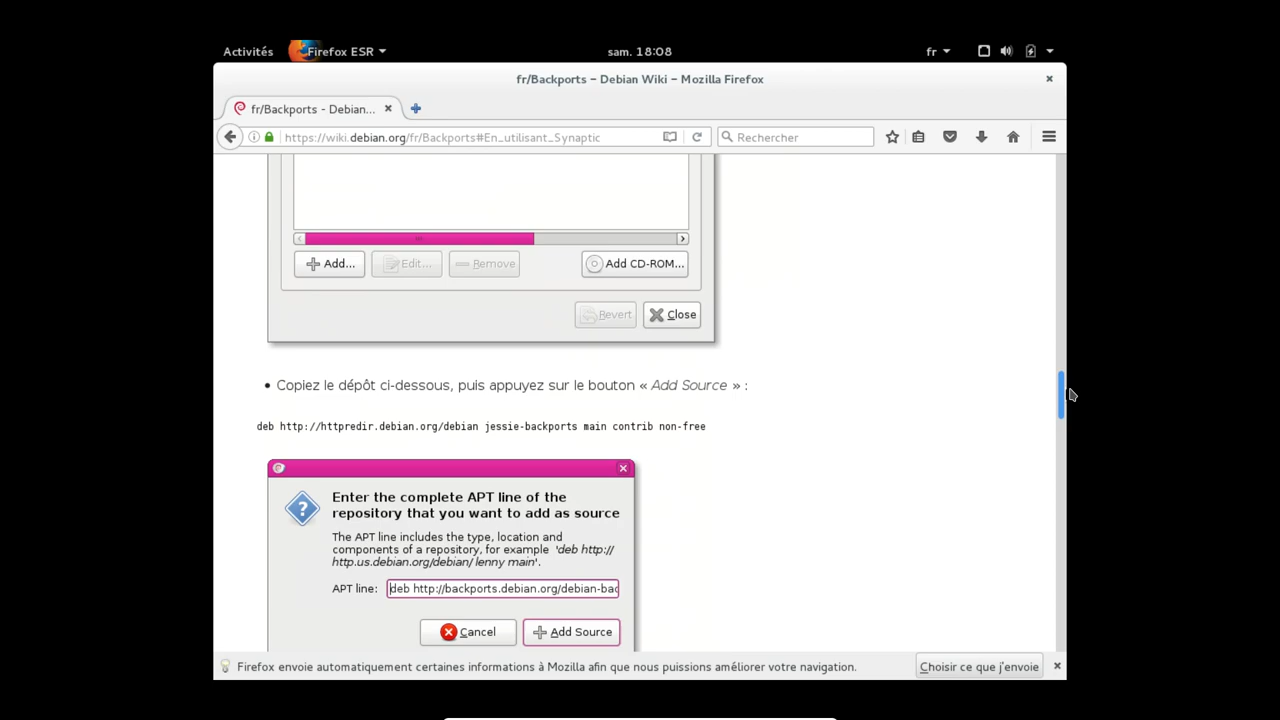 Activités Firefox ESR sam. 18:08 fr
fr/Backports – Debian Wiki – Mozilla Firefox
fr/Backports - Debian...
https://wiki.debian.org/fr/Backports#En_utilisant_Synaptic Rechercher
Add... Edit... Remove Add CD-ROM...
Revert Close
• Copiez le dépôt ci-dessous, puis appuyez sur le bouton « Add Source » :
deb http://httpredir.debian.org/debian jessie-backports main contrib non-free
Enter the complete APT line of the
repository that you want to add as source
The APT line includes the type, location and
components of a repository, for example 'deb http://
http.us.debian.org/debian/ lenny main'.
APT line: deb http://backports.debian.org/debian-bac
Cancel Add Source
Firefox envoie automatiquement certaines informations à Mozilla afin que nous puissions améliorer votre navigation. Choisir ce que j'envoie